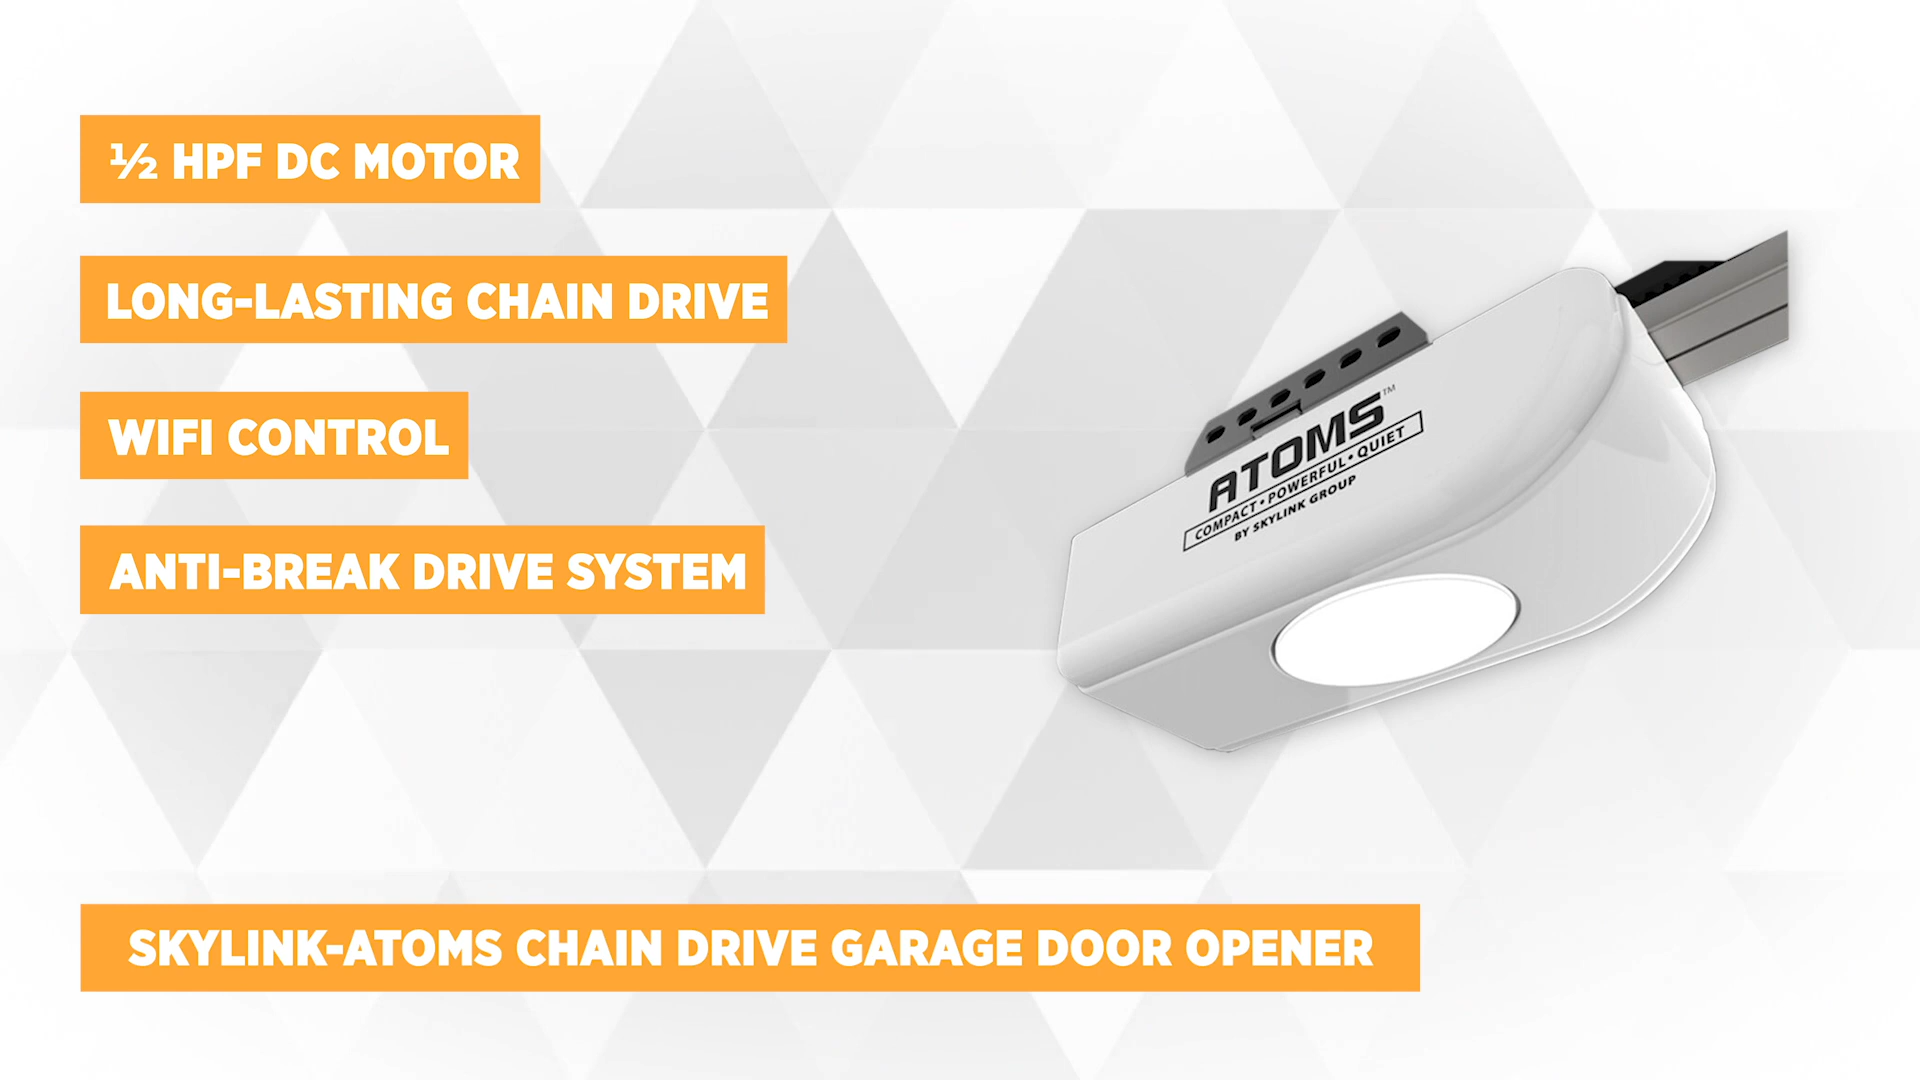 ½ HPF DC MOTOR
LONG-LASTING CHAIN DRIVE
WIFI CONTROL
ANTI-BREAK DRIVE SYSTEM
ATOMS™
COMPACT • POWERFUL • QUIET
BY SKYLINK GROUP
SKYLINK-ATOMS CHAIN DRIVE GARAGE DOOR OPENER